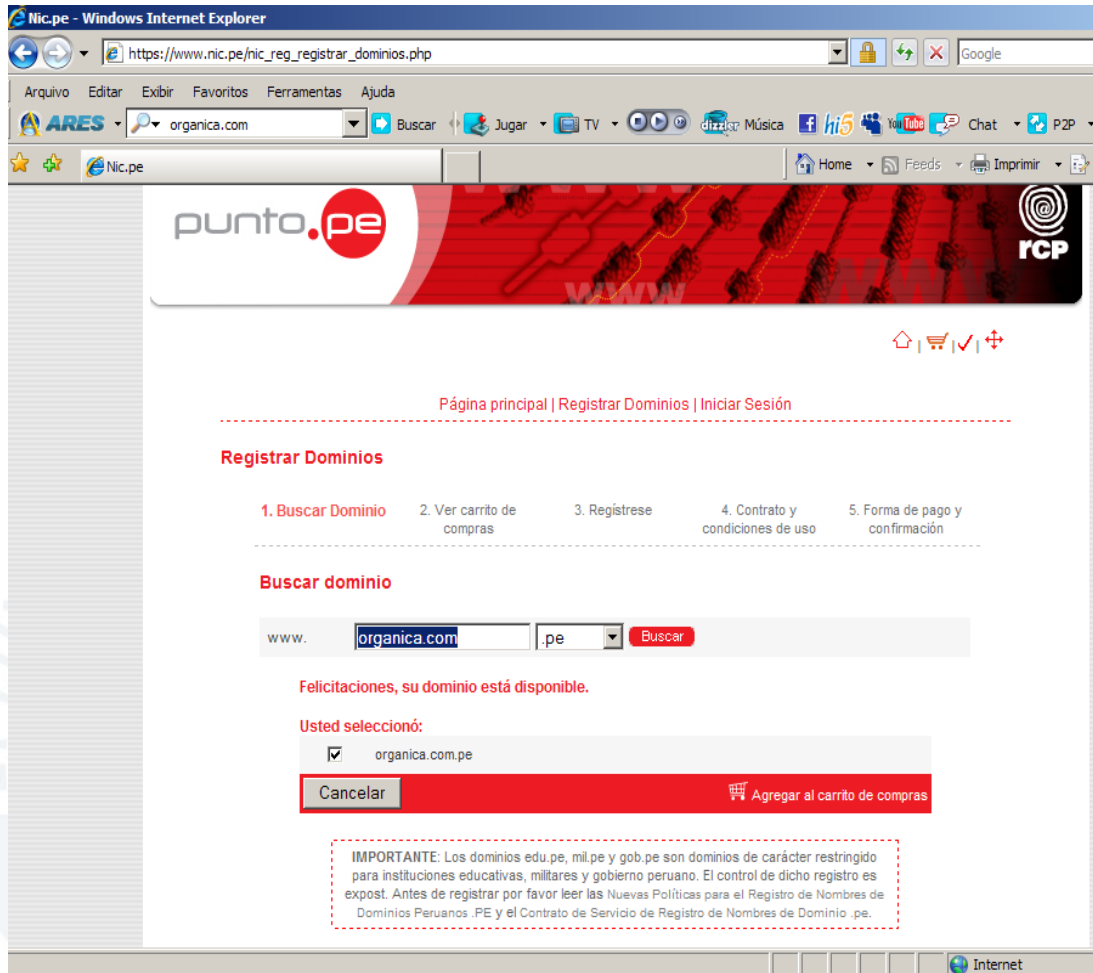 Nic.pe - Windows Internet Explorer
https://www.nic.pe/nic_reg_registrar_dominios.php
Google
Arquivo Editar Exibir Favoritos Ferramentas Ajuda
ARES organica.com Buscar Jugar TV dizzler Música hi5 You Tube Chat P2P
Nic.pe Home Feeds Imprimir
punto.pe
www
www
rcp
Página principal | Registrar Dominios | Iniciar Sesión
Registrar Dominios
1. Buscar Dominio 2. Ver carrito de compras 3. Regístrese 4. Contrato y condiciones de uso 5. Forma de pago y confirmación
Buscar dominio
www. organica.com .pe Buscar
Felicitaciones, su dominio está disponible.
Usted seleccionó:
organica.com.pe
Cancelar Agregar al carrito de compras
IMPORTANTE: Los dominios edu.pe, mil.pe y gob.pe son dominios de carácter restringido
para instituciones educativas, militares y gobierno peruano. El control de dicho registro es
expost. Antes de registrar por favor leer las Nuevas Políticas para el Registro de Nombres de
Dominios Peruanos .PE y el Contrato de Servicio de Registro de Nombres de Dominio .pe.
Internet